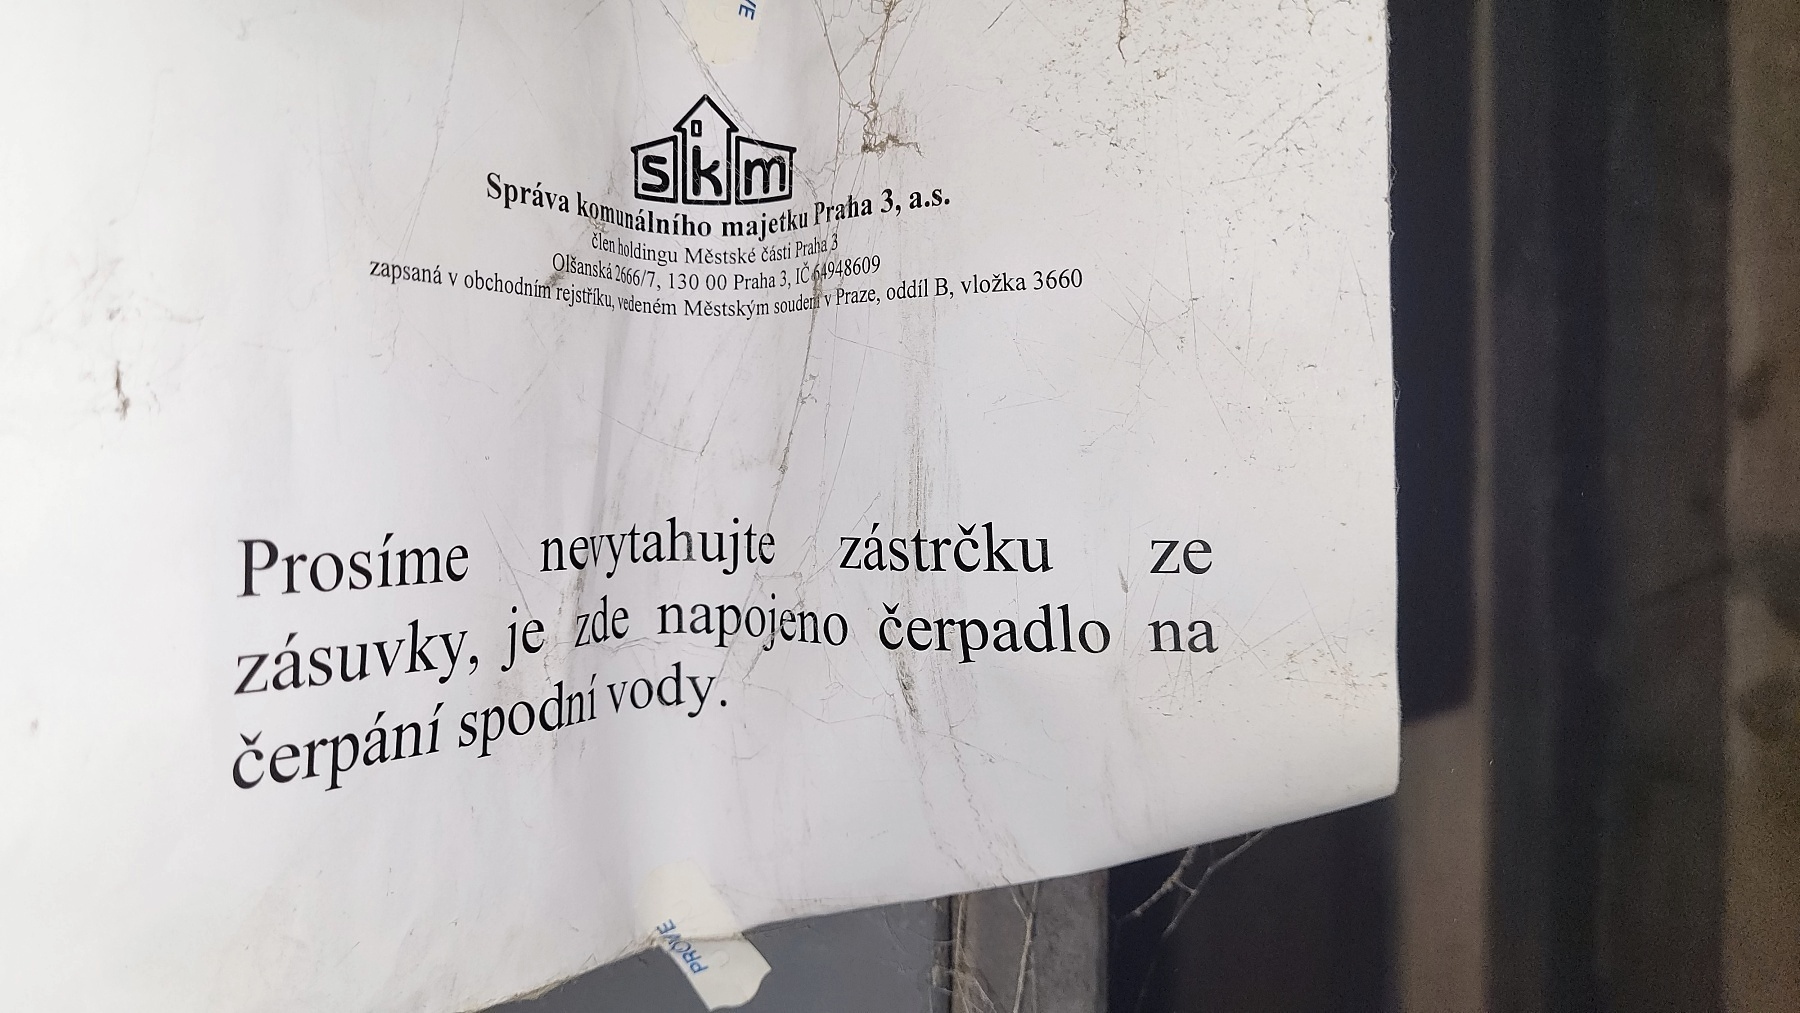 VE
skm
Správa komunálního majetku Praha 3, a.s.
člen holdingu Městské části Praha 3
Olšanská 2666/7, 130 00 Praha 3, IČ 64948609
zapsaná v obchodním rejstříku, vedeném Městským soudem v Praze, oddíl B, vložka 3660
Prosíme nevytahujte zástrčku ze
zásuvky, je zde napojeno čerpadlo na
čerpání spodní vody.
PROVE